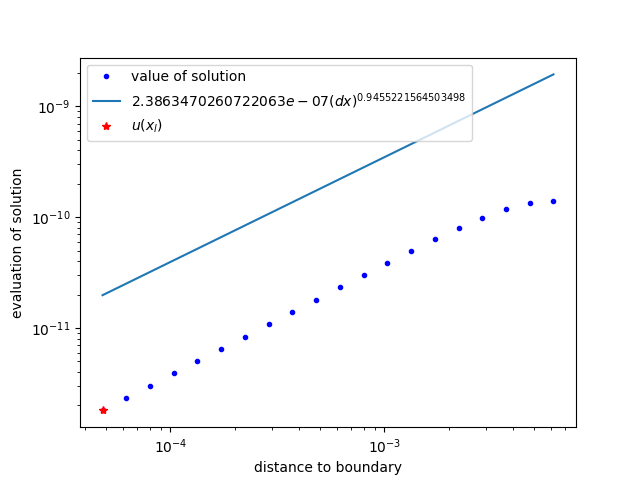 value of solution
2.3863470260722063e − 07(dx)^0.9455221564503498
u(x_l)
10^-9
10^-10
10^-11
evaluation of solution
10^-4
10^-3
distance to boundary